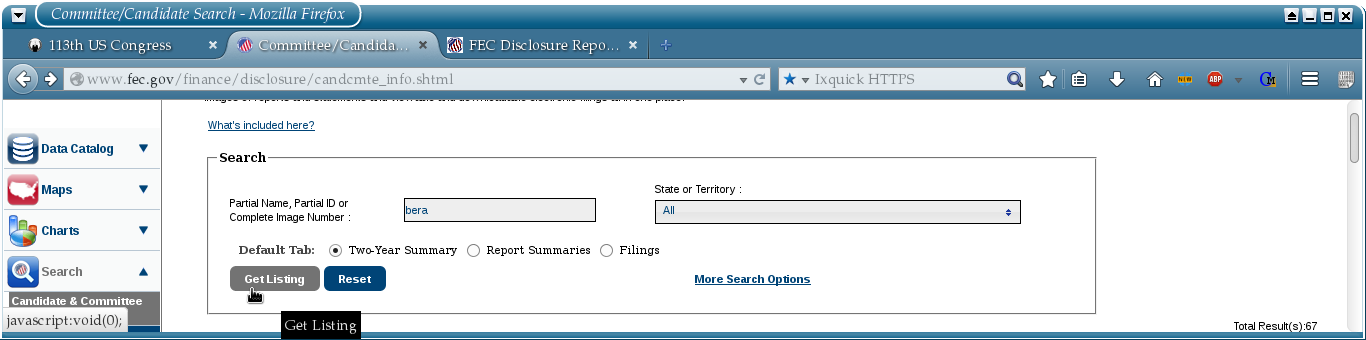 Committee/Candidate Search - Mozilla Firefox
113th US Congress
Committee/Candida...
FEC Disclosure Repo...
www.fec.gov/finance/disclosure/candcmte_info.shtml
Ixquick HTTPS
NEW
ABP
What's included here?
Data Catalog
Maps
Charts
Search
Candidate & Committee
javascript:void(0);
Search
Partial Name, Partial ID or
Complete Image Number :
bera
State or Territory :
All
Default Tab:
Two-Year Summary
Report Summaries
Filings
Get Listing
Reset
More Search Options
Get Listing
Total Result(s):67